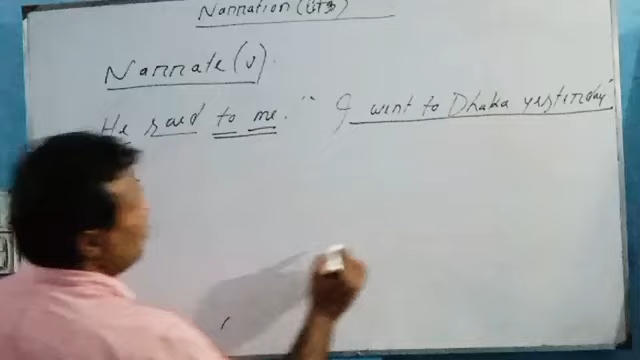 Narration (উক্তি)
Narrate (v).
He said to me. " I went to Dhaka yesterday"